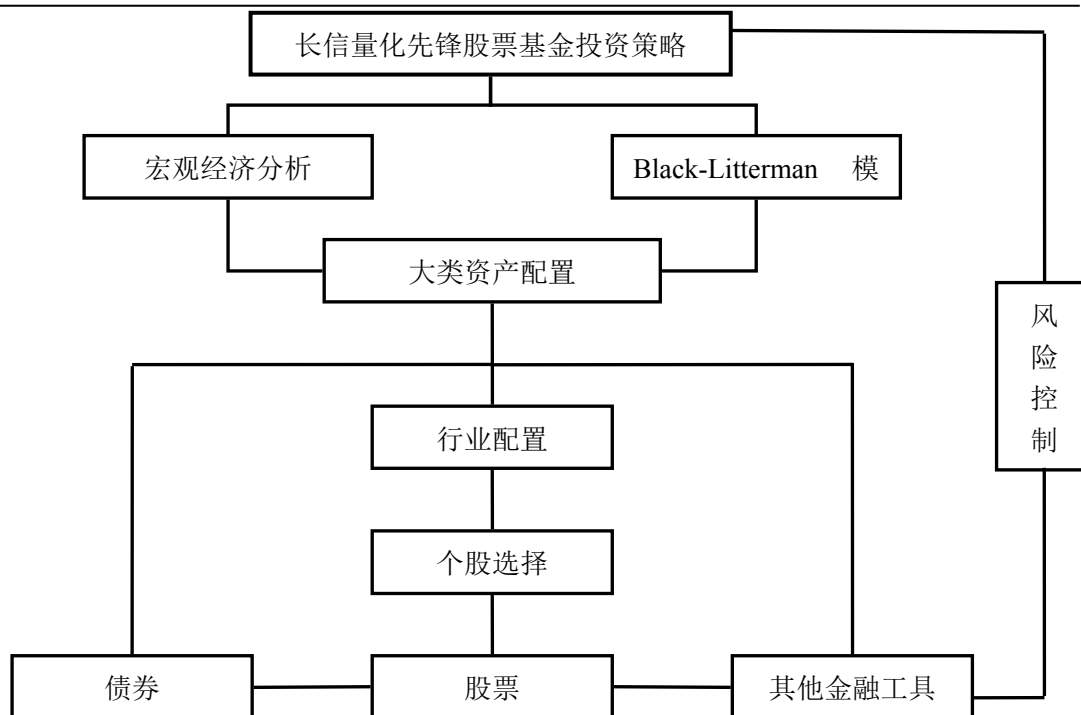 长信量化先锋股票基金投资策略
宏观经济分析
Black-Litterman 模
大类资产配置
风
险
控
制
行业配置
个股选择
债券
股票
其他金融工具